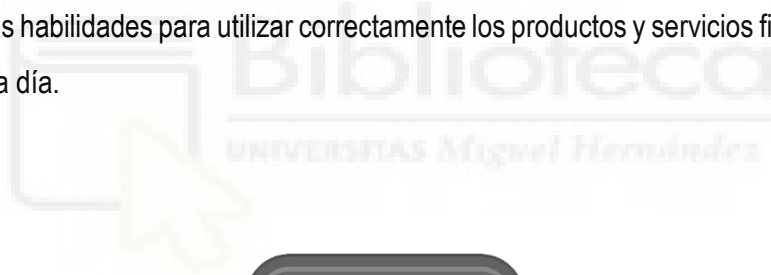 s habilidades para utilizar correctamente los productos y servicios fi
a día.
Biblioteca
UNIVERSITAS Miguel Hernández